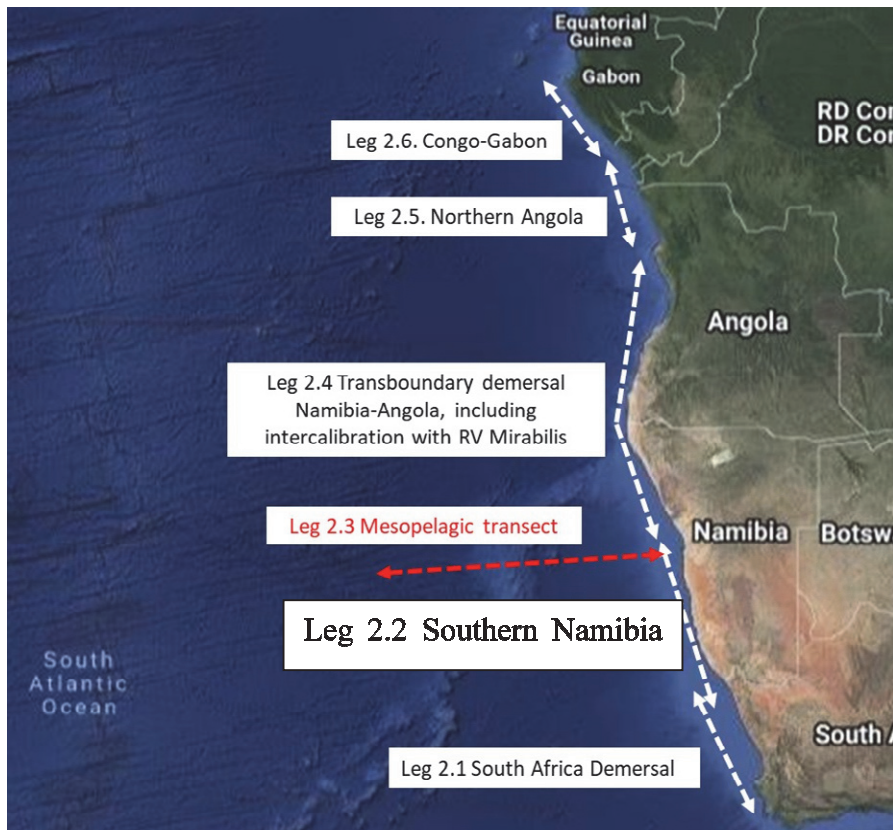 Equatorial
Guinea
Gabon
RD Con
DR Con
Leg 2.6. Congo-Gabon
Leg 2.5. Northern Angola
Angola
Leg 2.4 Transboundary demersal
Namibia-Angola, including
intercalibration with RV Mirabilis
Leg 2.3 Mesopelagic transect
Namibia
Botsw
Leg 2.2 Southern Namibia
South
Atlantic
Ocean
South A
Leg 2.1 South Africa Demersal